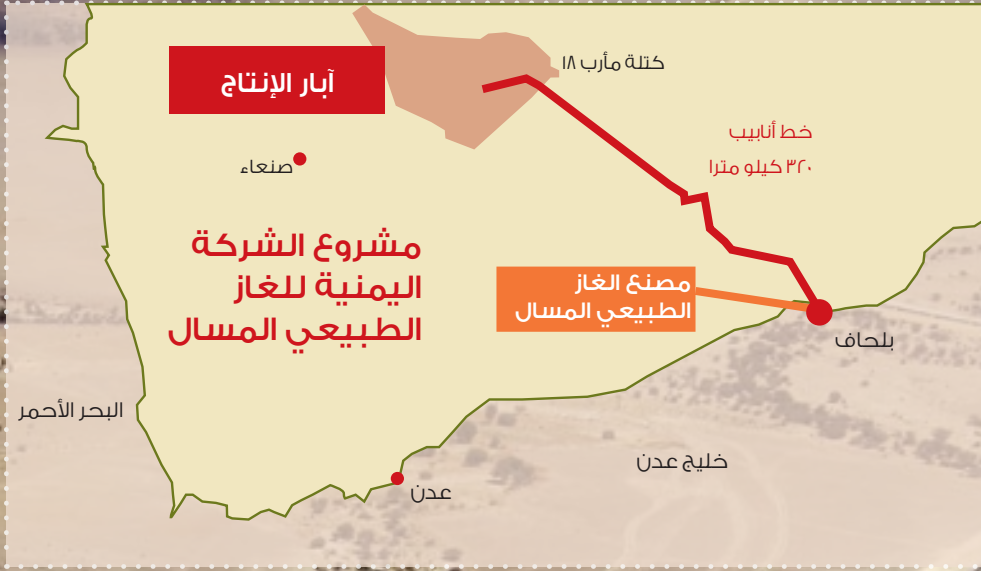 كتلة مأرب ١٨
آبار الإنتاج
خط أنابيب
٣٢٠ كيلو مترا
صنعاء
مشروع الشركة
اليمنية للغاز
الطبيعي المسال
مصنع الغاز
الطبيعي المسال
بلحاف
البحر الأحمر
خليج عدن
عدن